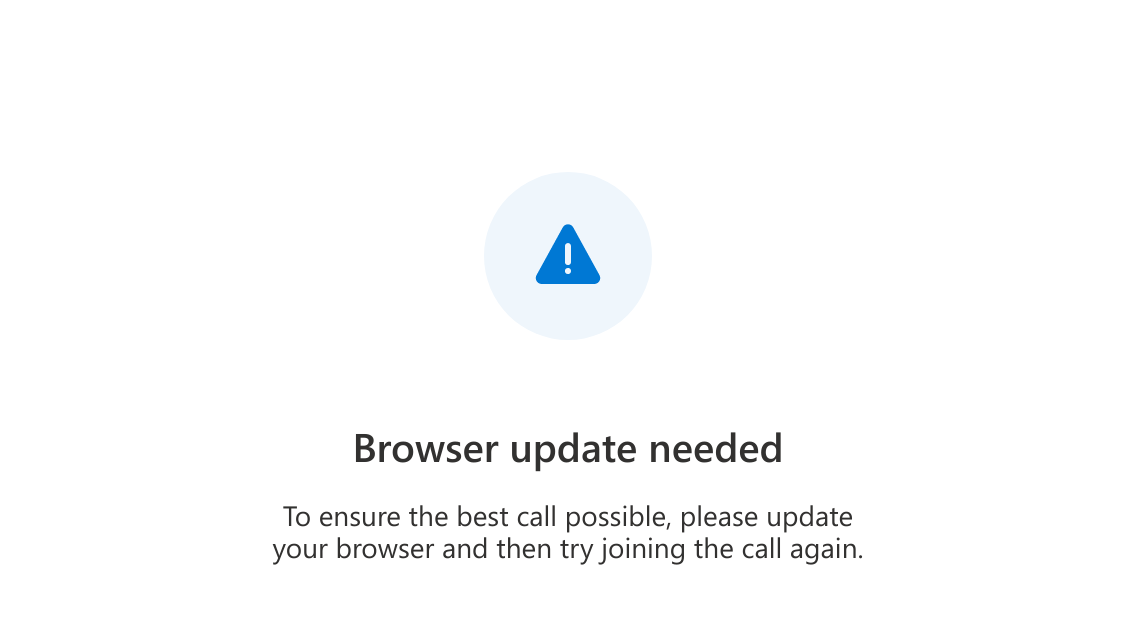 Browser update needed
To ensure the best call possible, please update
your browser and then try joining the call again.